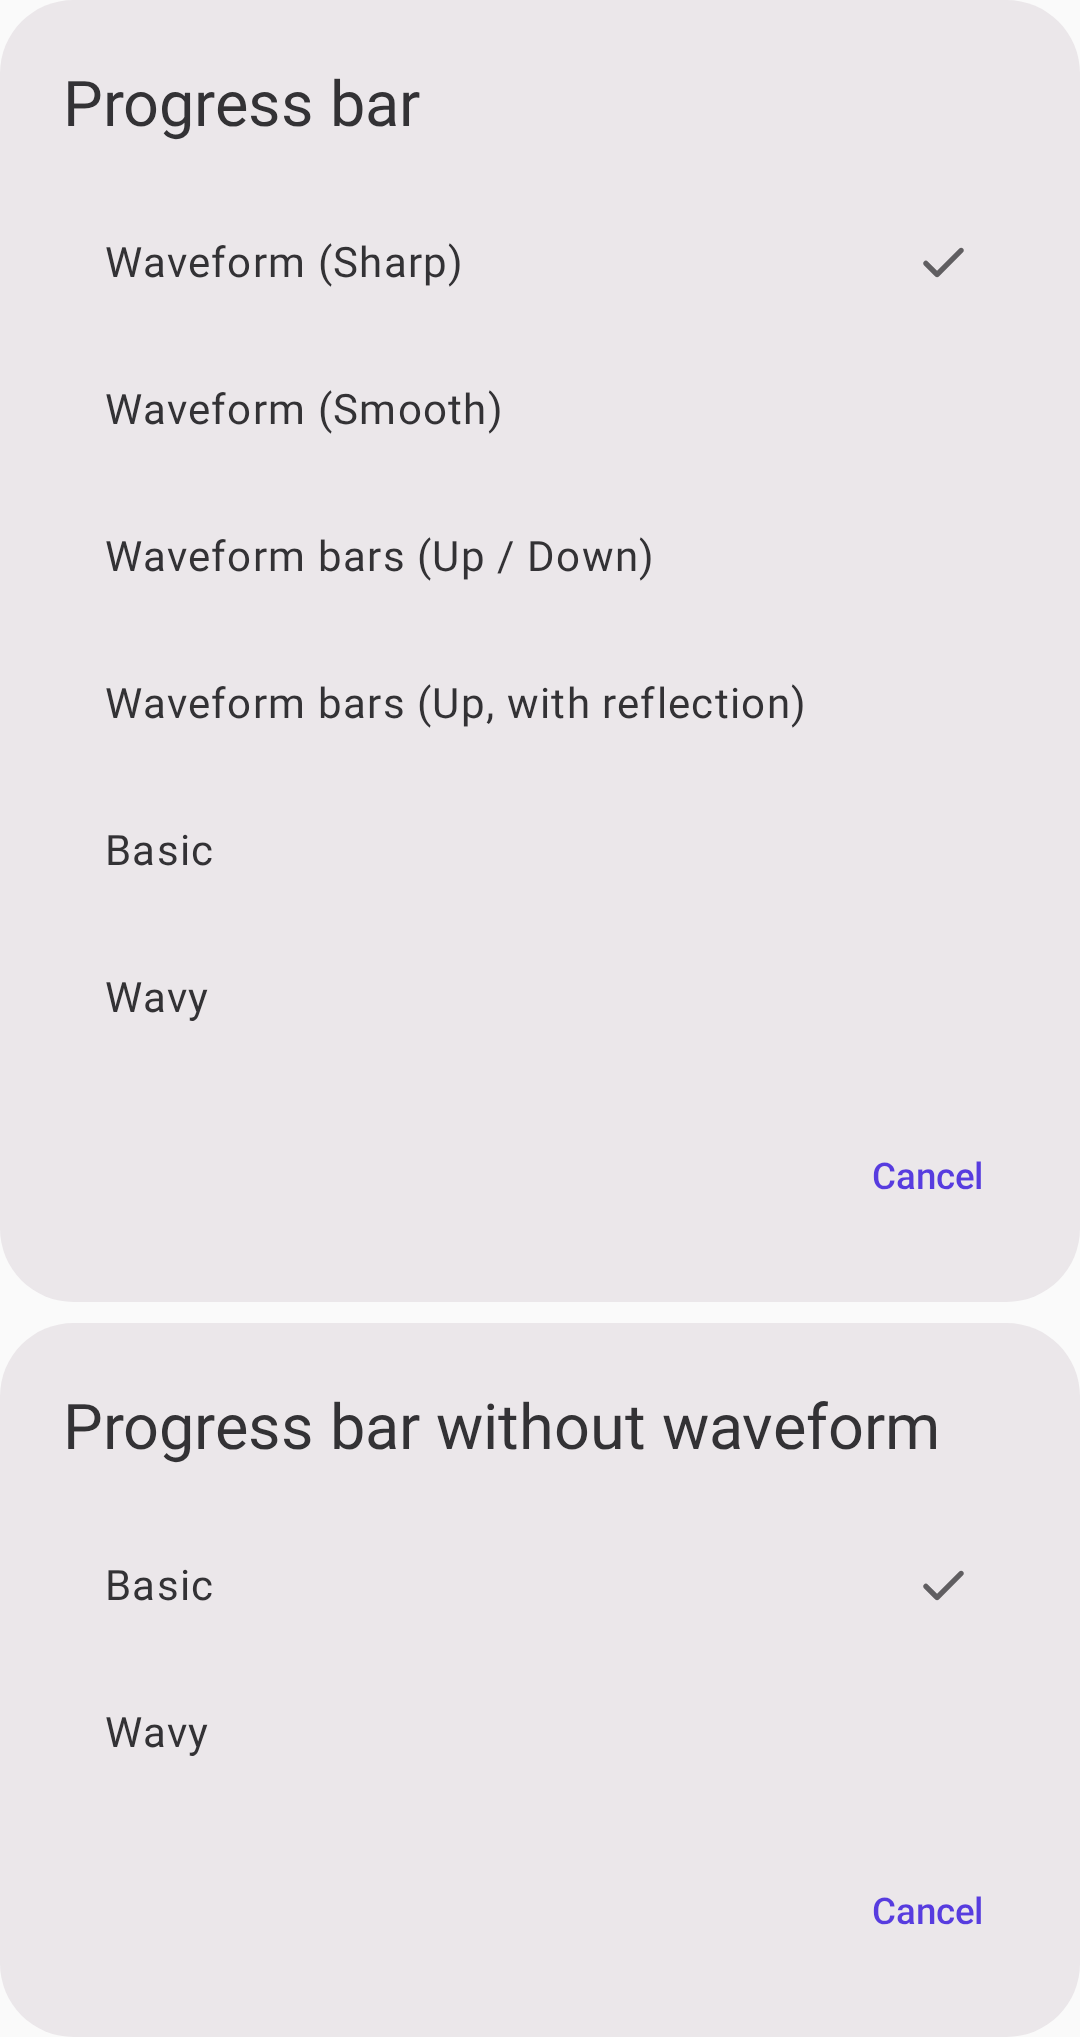 Progress bar
Waveform (Sharp)
Waveform (Smooth)
Waveform bars (Up / Down)
Waveform bars (Up, with reflection)
Basic
Wavy
Cancel
Progress bar without waveform
Basic
Wavy
Cancel